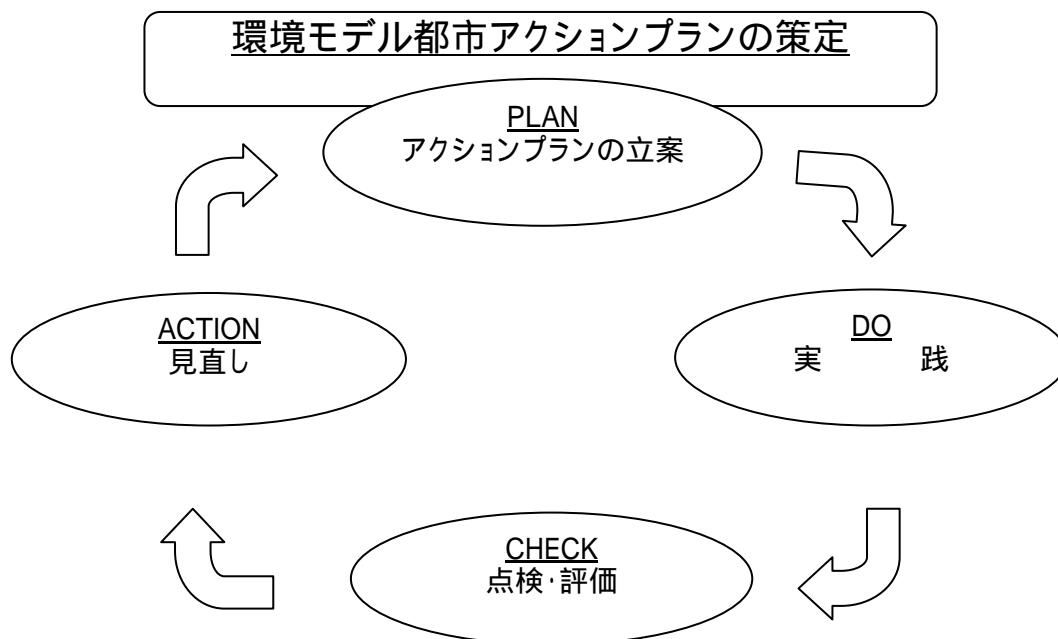 環境モデル都市アクションプランの策定
PLAN
アクションプランの立案
ACTION
見直し
DO
実　　　践
CHECK
点検・評価